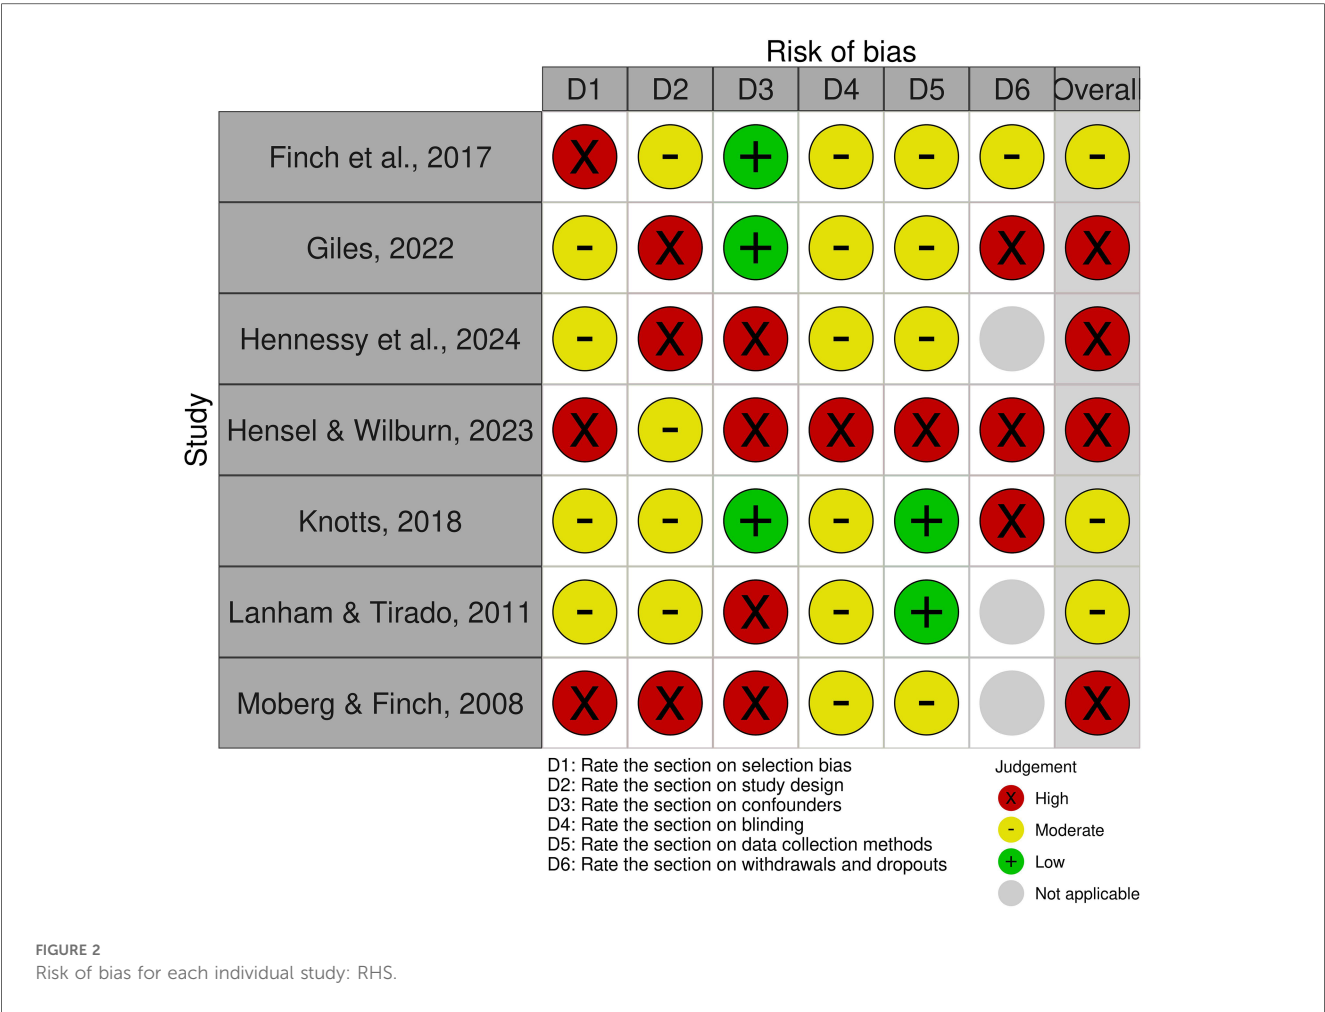 Risk of bias
D1 D2 D3 D4 D5 D6 Overall
Study
Finch et al., 2017 X - + - - - -
Giles, 2022 - X + - - X X
Hennessy et al., 2024 - X X - - X
Hensel & Wilburn, 2023 X - X X X X X
Knotts, 2018 - - + - + X -
Lanham & Tirado, 2011 - - X - + -
Moberg & Finch, 2008 X X X - - X
D1: Rate the section on selection bias
D2: Rate the section on study design
D3: Rate the section on confounders
D4: Rate the section on blinding
D5: Rate the section on data collection methods
D6: Rate the section on withdrawals and dropouts
Judgement
X High
- Moderate
+ Low
Not applicable
FIGURE 2
Risk of bias for each individual study: RHS.